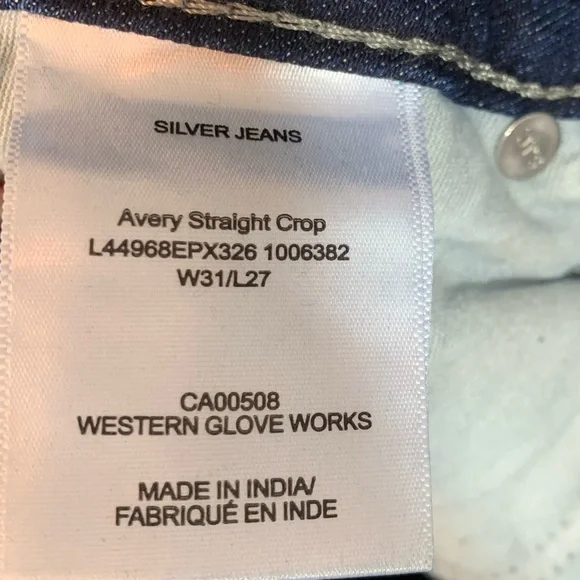 SILVER JEANS
Avery Straight Crop
L44968EPX326 1006382
W31/L27
CA00508
WESTERN GLOVE WORKS
MADE IN INDIA/
FABRIQUÉ EN INDE